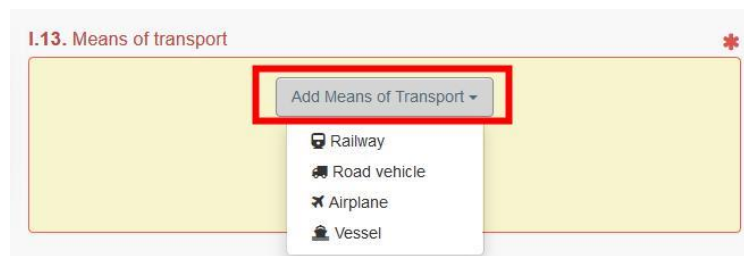 I.13. Means of transport
Add Means of Transport
Railway
Road vehicle
Airplane
Vessel